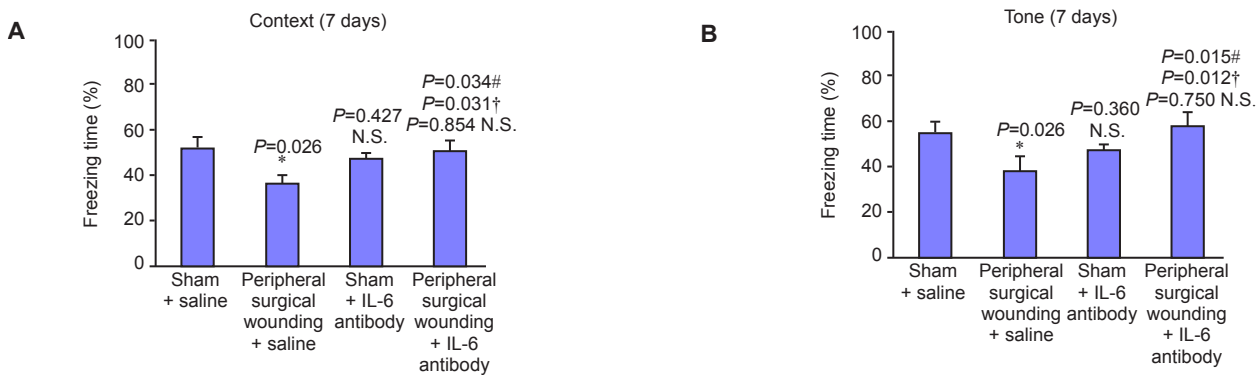 A
Context (7 days)
Freezing time (%)
100
80
60
40
20
0
P=0.026
*
P=0.427
N.S.
P=0.034#
P=0.031†
P=0.854 N.S.
Sham
+ saline
Peripheral
surgical
wounding
+ saline
Sham
+ IL-6
antibody
Peripheral
surgical
wounding
+ IL-6
antibody
B
Tone (7 days)
Freezing time (%)
100
80
60
40
20
0
P=0.026
*
P=0.360
N.S.
P=0.015#
P=0.012†
P=0.750 N.S.
Sham
+ saline
Peripheral
surgical
wounding
+ saline
Sham
+ IL-6
antibody
Peripheral
surgical
wounding
+ IL-6
antibody